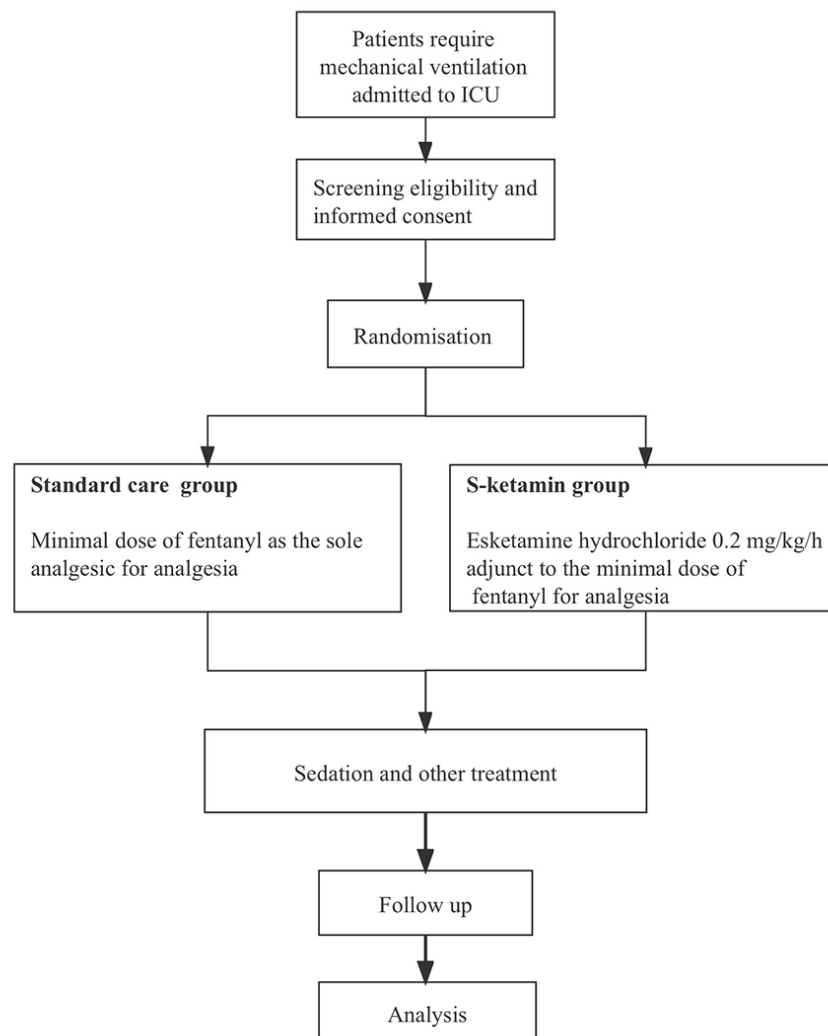 Patients require
mechanical ventilation
admitted to ICU
Screening eligibility and
informed consent
Randomisation
Standard care group
Minimal dose of fentanyl as the sole
analgesic for analgesia
S-ketamin group
Esketamine hydrochloride 0.2 mg/kg/h
adjunct to the minimal dose of
fentanyl for analgesia
Sedation and other treatment
Follow up
Analysis